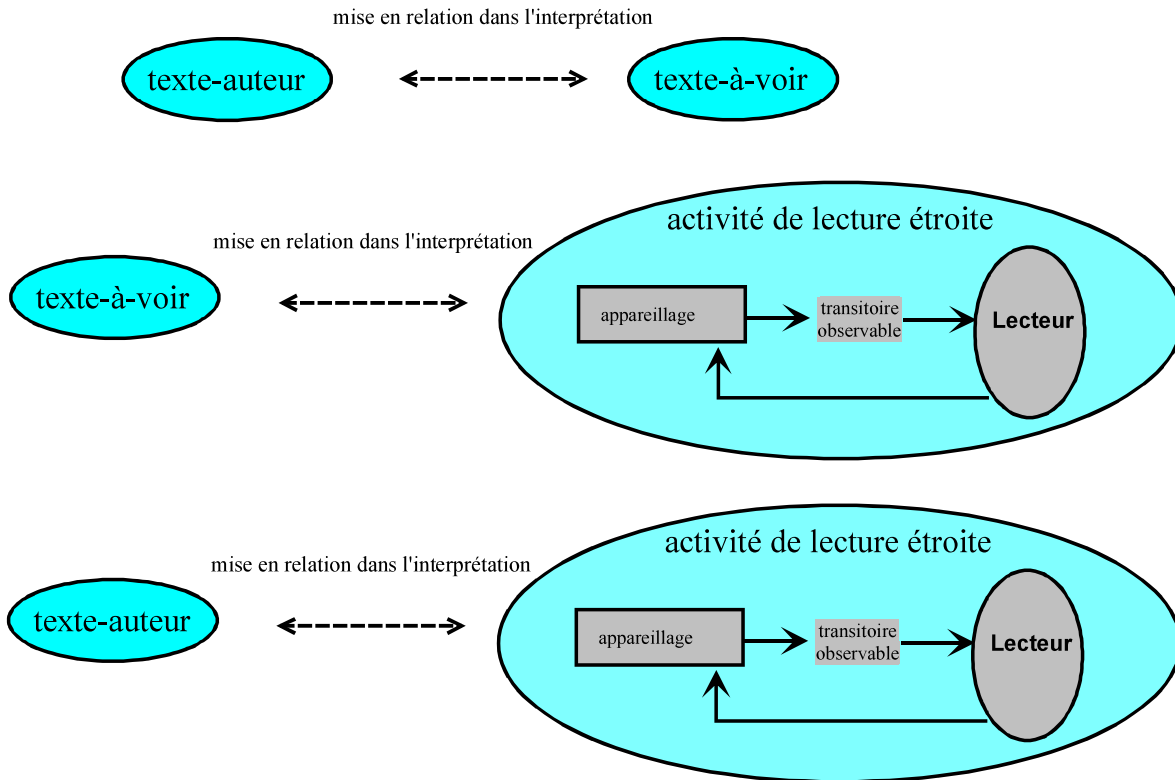 mise en relation dans l'interprétation
texte-auteur
texte-à-voir
activité de lecture étroite
mise en relation dans l'interprétation
texte-à-voir
appareillage
transitoire
observable
Lecteur
activité de lecture étroite
mise en relation dans l'interprétation
texte-auteur
appareillage
transitoire
observable
Lecteur